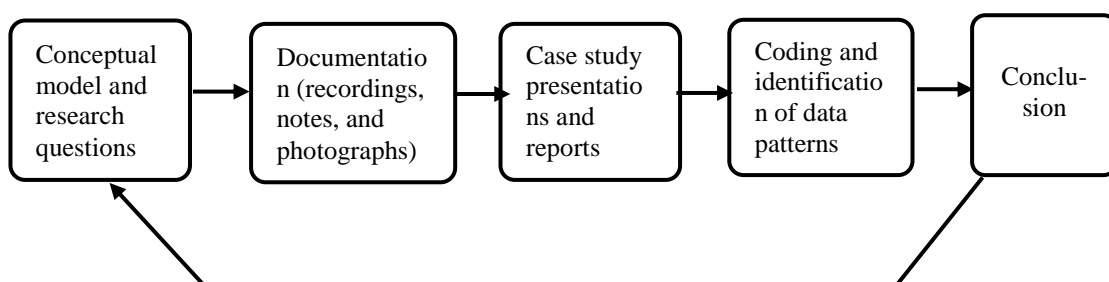 Conceptual
model and
research
questions
Documentatio
n (recordings,
notes, and
photographs)
Case study
presentatio
ns and
reports
Coding and
identificatio
n of data
patterns
Conclu-
sion